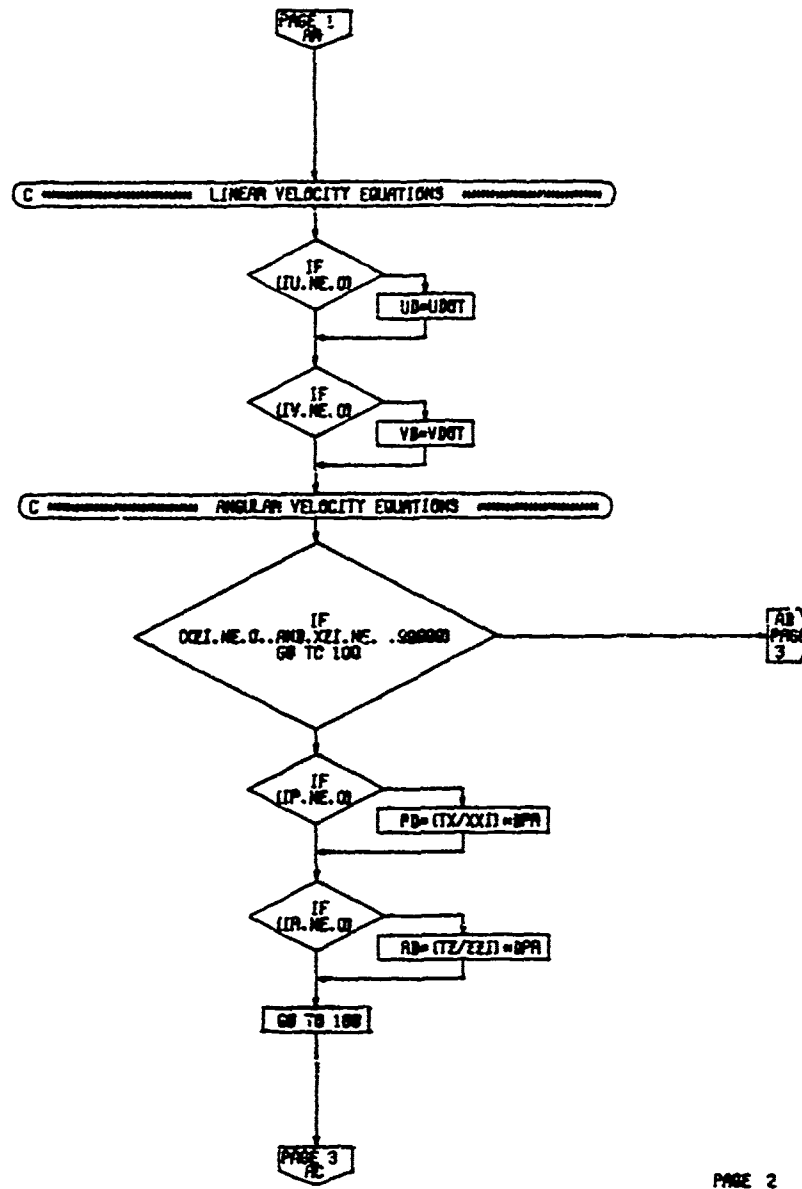 PAGE 1
AA
C LINEAR VELOCITY EQUATIONS
IF
(IU.NE.0)
UD=UDOT
IF
(IV.NE.0)
VD=VDOT
C ANGULAR VELOCITY EQUATIONS
IF
(XZI.NE.0..AND.XZI.NE. .99999)
GO TO 100
AB
PAGE
3
IF
(IP.NE.0)
PD=(TX/XXI)*DPR
IF
(IR.NE.0)
RD=(TZ/ZZI)*DPR
GO TO
PAGE 3
AC
PAGE 2